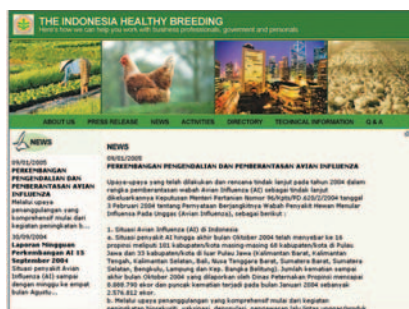 THE INDONESIA HEALTHY BREEDING
Here's how we can help you work with business professionals, goverment and personals
ABOUT US PRESS RELEASE NEWS ACTIVITIES DIRECTORY TECHNICAL INFORMATION Q & A
NEWS
09/01/2005
PERKEMBANGAN
PENGENDALIAN DAN
PEMBERANTASAN AVIAN
INFLUENZA
Melalui upaya
penanggulangan yang
komprehensif mulai dari
kegiatan peningkatan b...
30/09/2004
Laporan Mingguan
Perkembangan AI 15
September 2004
Situasi penyakit Avian
Influenza (AI) sampai
dengan minggu ke empat
bulan Agustu...
NEWS
09/01/2005
PERKEMBANGAN PENGENDALIAN DAN PEMBERANTASAN AVIAN INFLUENZA
Upaya-upaya yang telah dilakukan dan rencana tindak lanjut pada tahun 2004 dalam
rangka pemberantasan wabah Avian Influenza (AI) sebagai tindak lanjut
dikeluarkannya Keputusan Menteri Pertanian Nomor 96/Kpts/PD.620/2/2004 tanggal
3 Pebruari 2004 tentang Pernyataan Berjangkitnya Wabah Penyakit Hewan Menular
Influenza Pada Unggas (Avian Influenza), sebagai berikut :
1. Situasi Avian Influenza (AI) di Indonesia
a. Situasi penyakit AI hingga akhir bulan Oktober 2004 telah menyebar ke 16
propinsi meliputi 101 kabupaten/kota masing-masing 68 kabupaten/kota di Pulau
Jawa dan 33 kabupaten/kota di luar Pulau Jawa (Kalimantan Barat, Kalimantan
Tengah, Kalimantan Selatan, Bali, Nusa Tenggara Barat, Sumatera Barat, Sumatera
Selatan, Bengkulu, Lampung dan Kep. Bangka Belitung). Jumlah kematian sampai
akhir bulan Oktober 2004 yang dilaporkan oleh Dinas Peternakan Propinsi mencapai
dan puncak kematian terjadi pada bulan Januari 2004 sebanyak
2.576.812 ekor.
b. Melalui upaya penanggulangan yang komprehensif mulai dari kegiatan